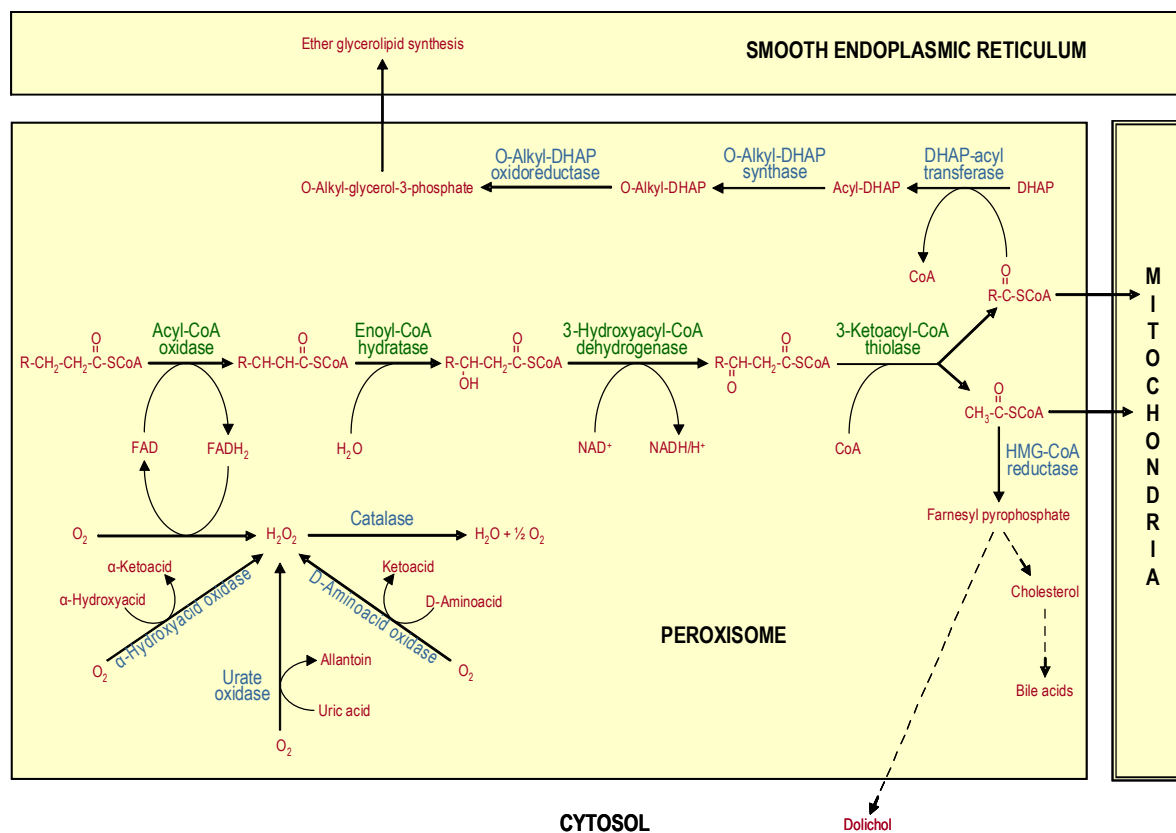 Ether glycerolipid synthesis
SMOOTH ENDOPLASMIC RETICULUM
O-Alkyl-DHAP
oxidoreductase
O-Alkyl-DHAP
synthase
DHAP-acyl
transferase
O-Alkyl-glycerol-3-phosphate
O-Alkyl-DHAP
Acyl-DHAP
DHAP
CoA
O
R-C-SCoA
MITOCHONDRIA
Acyl-CoA
oxidase
Enoyl-CoA
hydratase
3-Hydroxyacyl-CoA
dehydrogenase
3-Ketoacyl-CoA
thiolase
O
R-CH₂-CH₂-C-SCoA
O
R-CH-CH-C-SCoA
O
R-CH-CH₂-C-SCoA
OH
O
R-C-CH₂-C-SCoA
O
O
CH₃-C-SCoA
FAD
FADH₂
H₂O
NAD⁺
NADH/H⁺
CoA
HMG-CoA
reductase
O₂
H₂O₂
Catalase
H₂O + ½ O₂
Farnesyl pyrophosphate
α-Ketoacid
α-Hydroxyacid
α-Hydroxyacid oxidase
O₂
Ketoacid
D-Aminoacid
D-Aminoacid oxidase
O₂
Cholesterol
Bile acids
PEROXISOME
Urate
oxidase
Allantoin
Uric acid
O₂
CYTOSOL
Dolichol